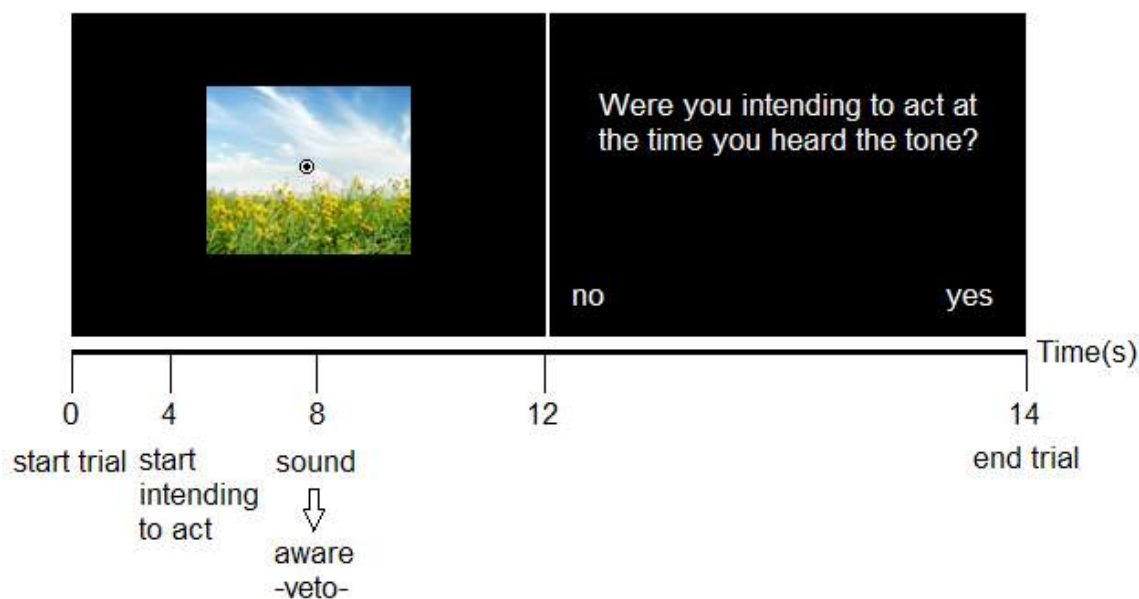 Were you intending to act at
the time you heard the tone?
no yes
Time(s)
0 4 8 12 14
start trial start intending to act sound end trial
aware
-veto-